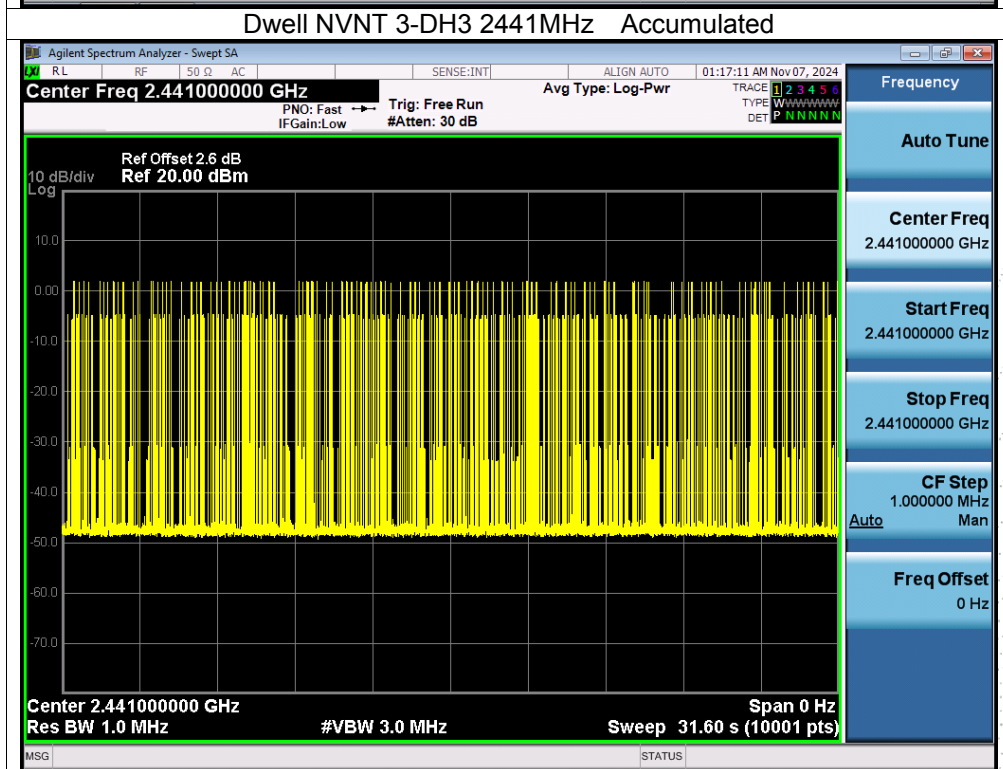 Dwell NVNT 3-DH3 2441MHz Accumulated
Agilent Spectrum Analyzer - Swept SA
LXI RL RF 50 Ω AC SENSE:INT ALIGN AUTO 01:17:11 AM Nov 07, 2024
Center Freq 2.441000000 GHz
PNO: Fast
IFGain:Low
Trig: Free Run
#Atten: 30 dB
Avg Type: Log-Pwr
TRACE 1 2 3 4 5 6
TYPE WWWWWWW
DET P N N N N N
Ref Offset 2.6 dB
10 dB/div Ref 20.00 dBm
Log
10.0
0.00
-10.0
-20.0
-30.0
-40.0
-50.0
-60.0
-70.0
Center 2.441000000 GHz Span 0 Hz
Res BW 1.0 MHz #VBW 3.0 MHz Sweep 31.60 s (10001 pts)
MSG STATUS
Frequency
Auto Tune
Center Freq
2.441000000 GHz
Start Freq
2.441000000 GHz
Stop Freq
2.441000000 GHz
CF Step
1.000000 MHz
Auto Man
Freq Offset
0 Hz